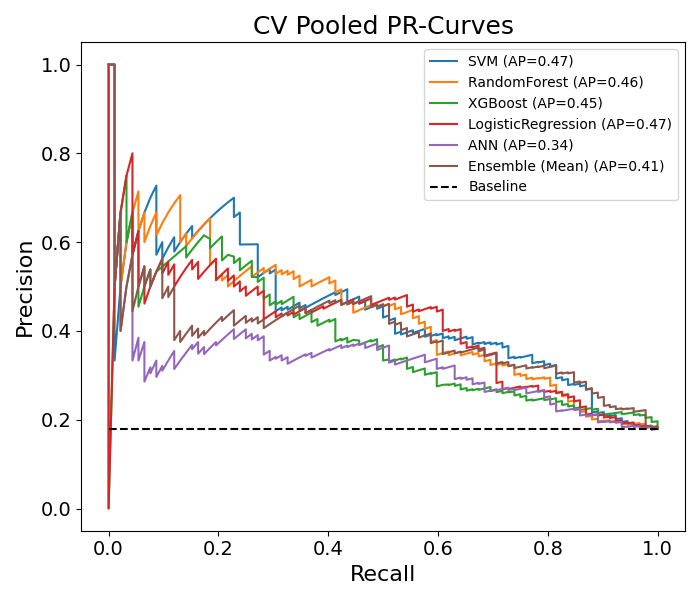 CV Pooled PR-Curves
SVM (AP=0.47)
RandomForest (AP=0.46)
XGBoost (AP=0.45)
LogisticRegression (AP=0.47)
ANN (AP=0.34)
Ensemble (Mean) (AP=0.41)
Baseline
Precision
1.0
0.8
0.6
0.4
0.2
0.0
0.0 0.2 0.4 0.6 0.8 1.0
Recall